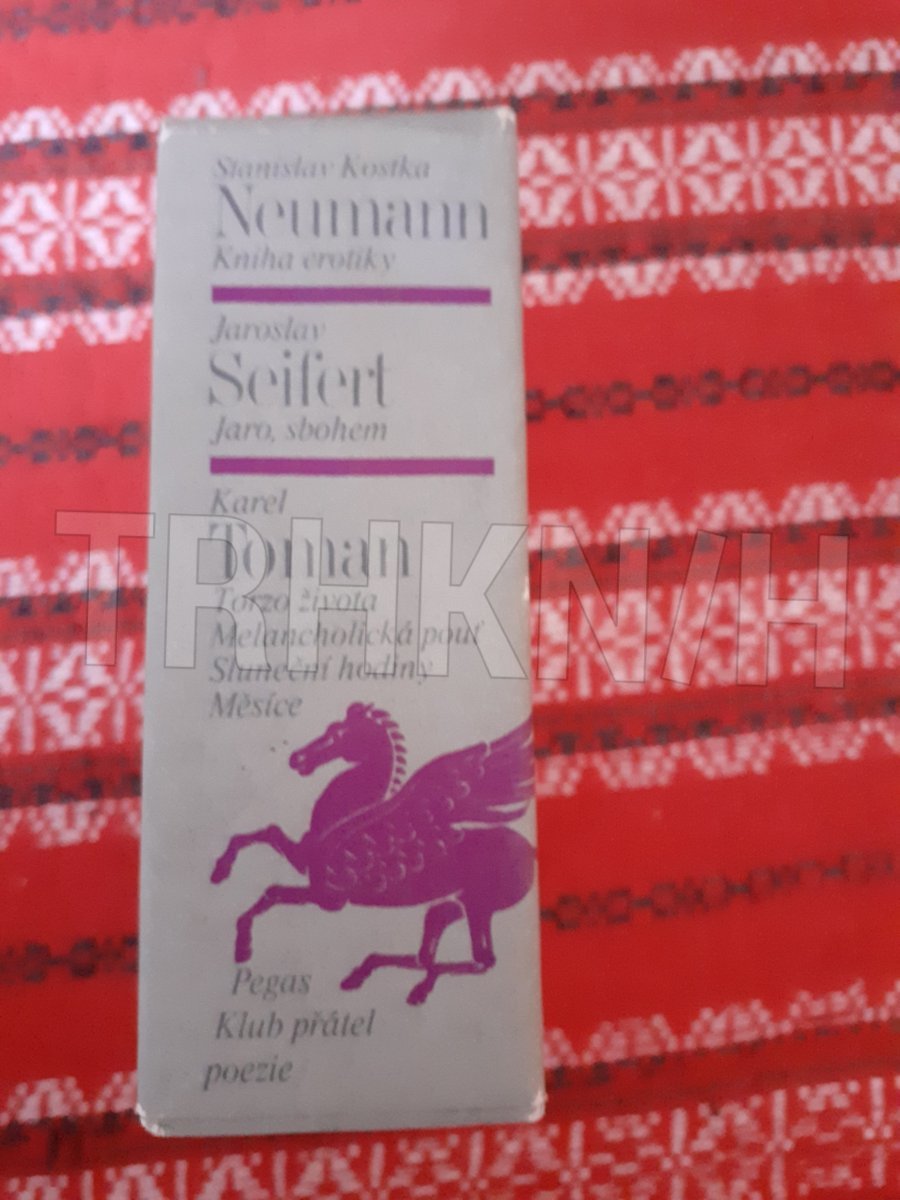 Stanislav Kostka
Neumann
Kniha erotiky
Jaroslav
Seifert
Jaro, sbohem
Karel
Toman
Torzo života
Melancholická pouť
Sluneční hodiny
Měsíce
Pegas
Klub přátel
poezie
TRHKNIH